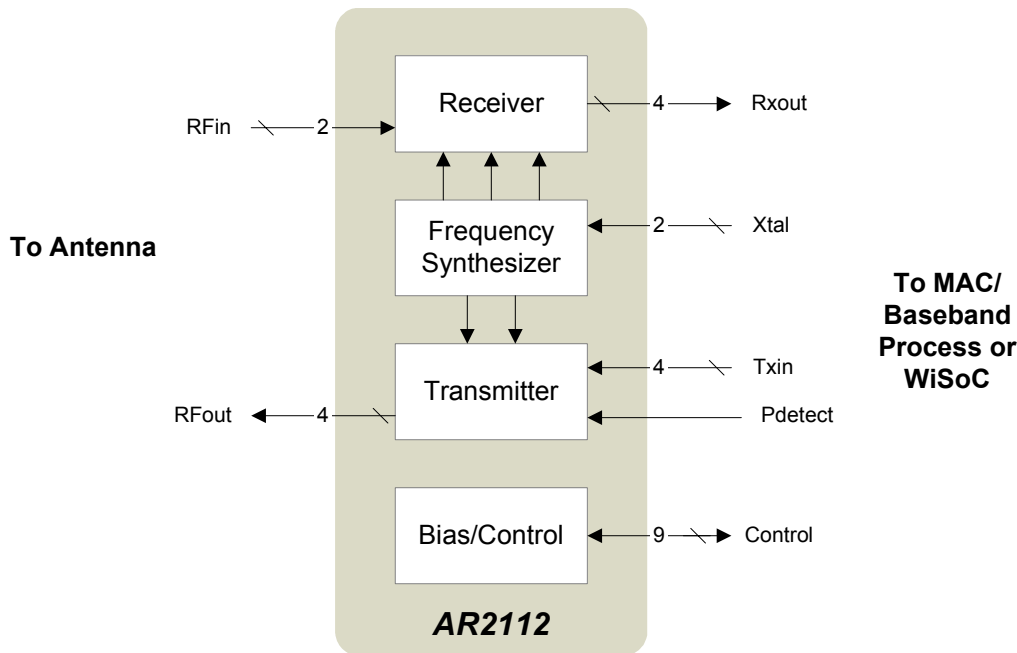 Receiver
4
Rxout
RFin
2
Frequency
Synthesizer
2
Xtal
To Antenna
To MAC/
Baseband
Process or
WiSoC
Transmitter
4
Txin
RFout
4
Pdetect
Bias/Control
9
Control
AR2112